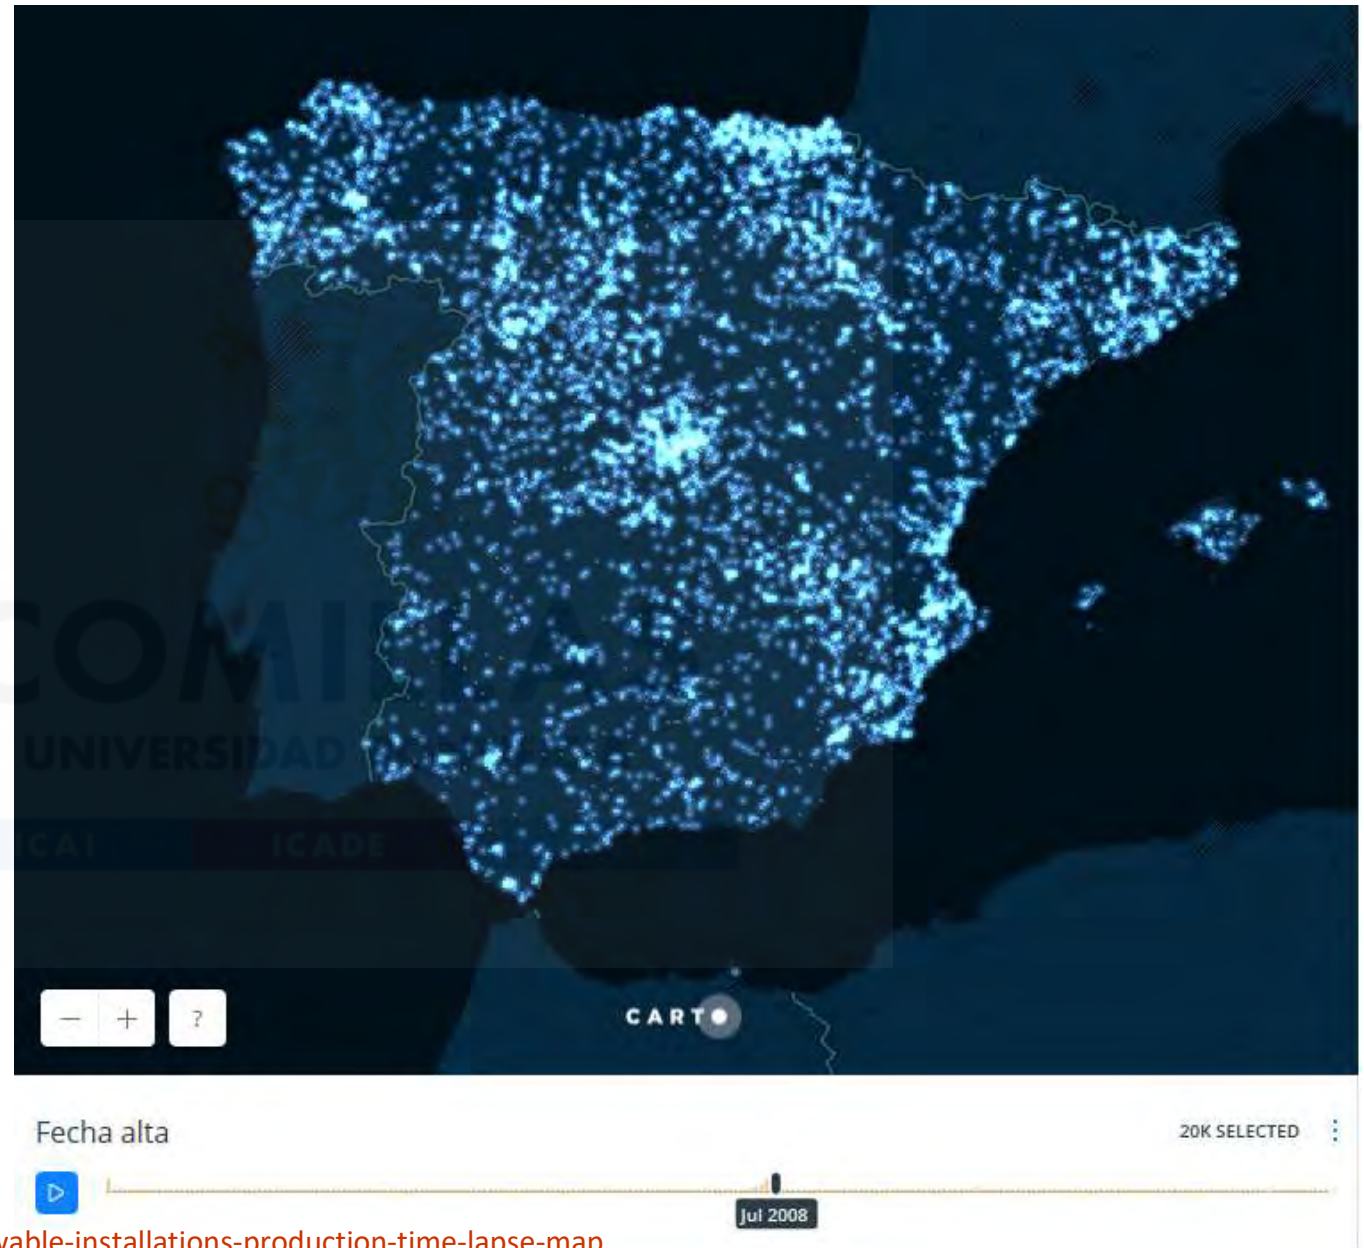 COMILLAS
UNIVERSIDAD
ICAI ICADE
− + ?
CARTO
Fecha alta
20K SELECTED
Jul 2008
vable-installations-production-time-lapse-map